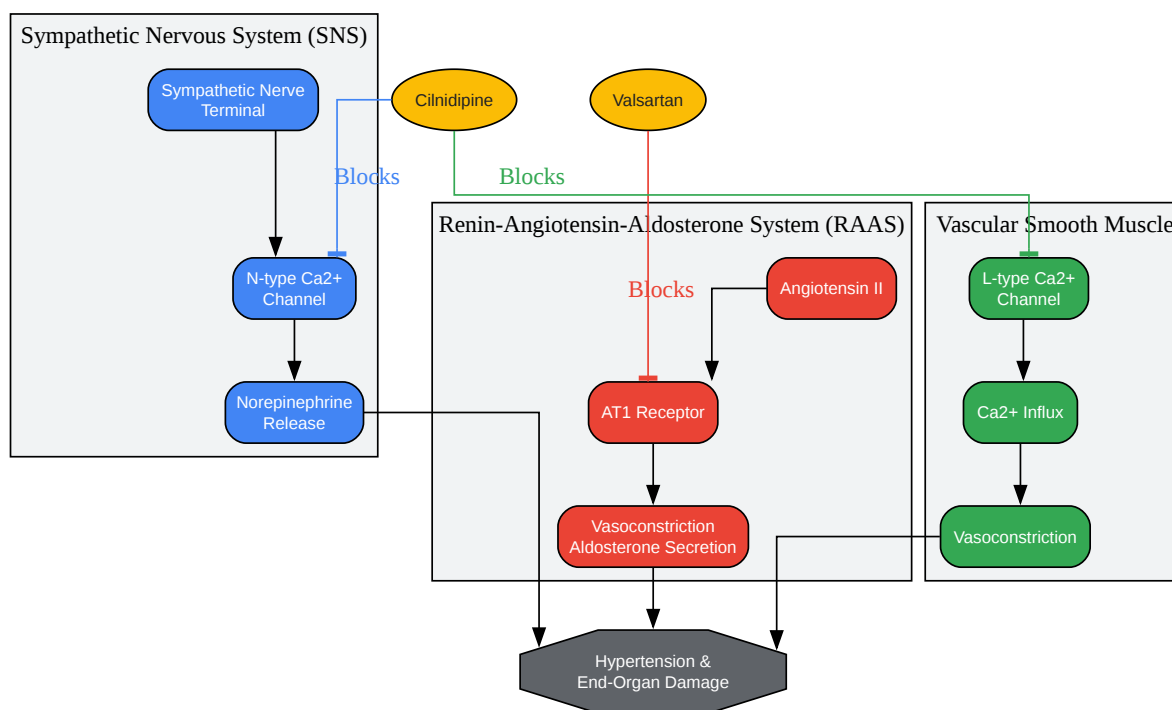 Sympathetic Nervous System (SNS)
Sympathetic Nerve
Terminal
Cilnidipine
Valsartan
Blocks
Blocks
Renin-Angiotensin-Aldosterone System (RAAS)
Vascular Smooth Muscle
N-type Ca2+
Channel
Blocks
Angiotensin II
L-type Ca2+
Channel
Norepinephrine
Release
AT1 Receptor
Ca2+ Influx
Vasoconstriction
Aldosterone Secretion
Vasoconstriction
Hypertension &
End-Organ Damage